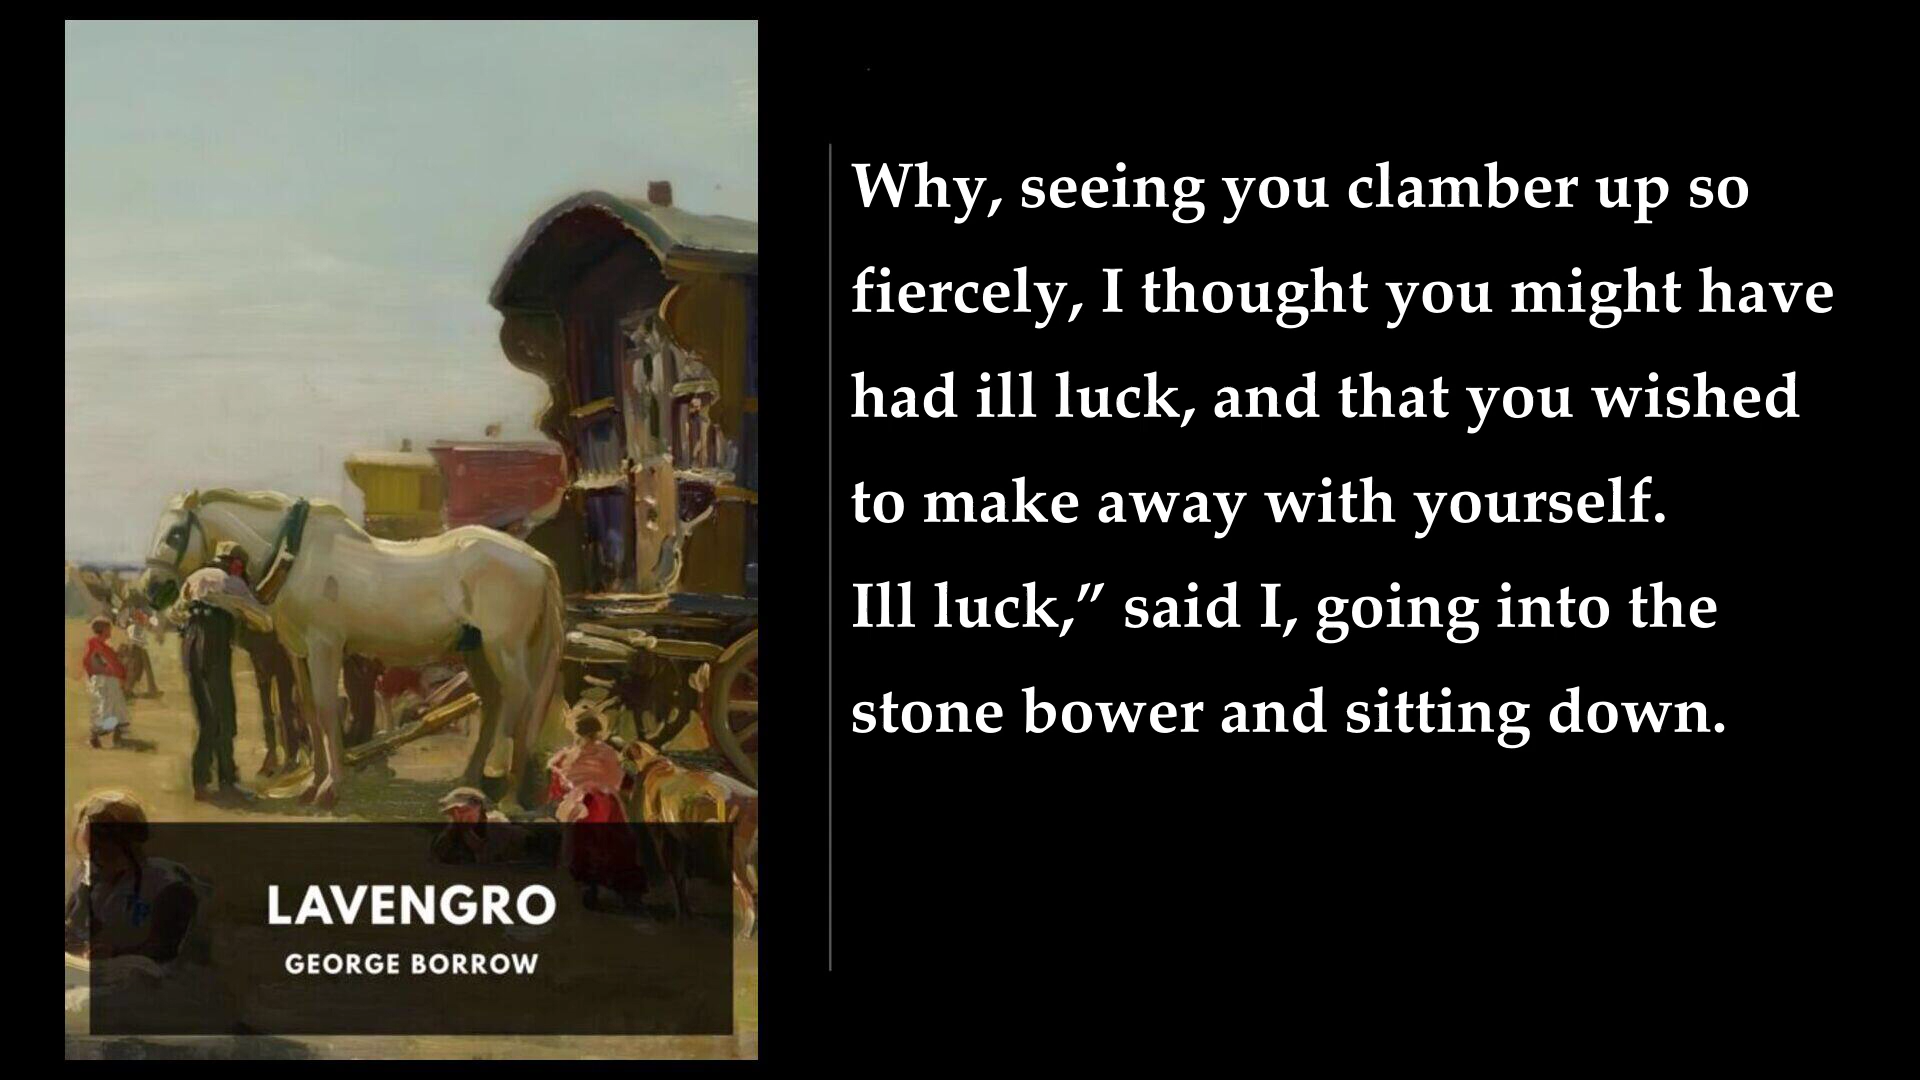 Why, seeing you clamber up so
fiercely, I thought you might have
had ill luck, and that you wished
to make away with yourself.
Ill luck,” said I, going into the
stone bower and sitting down.
LAVENGRO
GEORGE BORROW